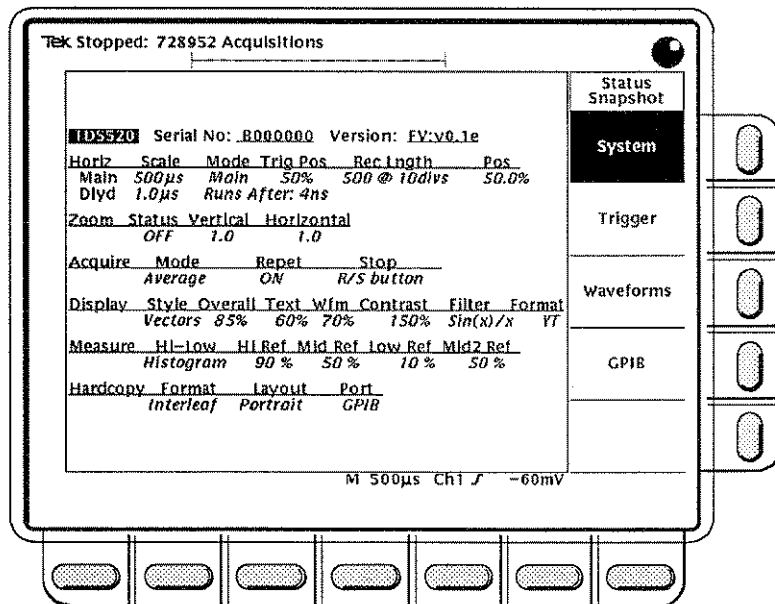 Tek Stopped: 728952 Acquisitions
Status
Snapshot
TDS520 Serial No: B000000 Version: FV:v0.1e
System
Horiz Scale Mode Trig Pos Rec Lngth Pos
Main 500µs Main 50% 500 @ 10divs 50.0%
Dlyd 1.0µs Runs After: 4ns
Zoom Status Vertical Horizontal
OFF 1.0 1.0
Trigger
Acquire Mode Repet Stop
Average ON R/S button
Display Style Overall Text Wfm Contrast Filter Format
Vectors 85% 60% 70% 150% Sin(x)/x YT
Waveforms
Measure Hi-Low Hi Ref Mid Ref Low Ref Mid2 Ref
Histogram 90 % 50 % 10 % 50 %
GPIB
Hardcopy Format Layout Port
Interleaf Portrait GPIB
M 500µs Ch1 ∫ -60mV